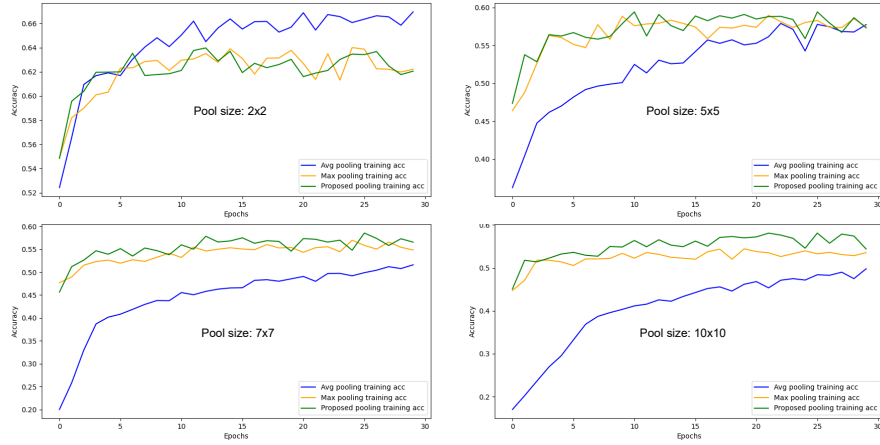 0.66
0.64
0.62
0.60
0.58
0.56
0.54
0.52
Accuracy
Pool size: 2x2
Avg pooling training acc
Max pooling training acc
Proposed pooling training acc
0 5 10 15 20 25 30
Epochs
0.60
0.55
0.50
0.45
0.40
Accuracy
Pool size: 5x5
Avg pooling training acc
Max pooling training acc
Proposed pooling training acc
0 5 10 15 20 25 30
Epochs
0.60
0.55
0.50
0.45
0.40
0.35
0.30
0.25
0.20
Accuracy
Pool size: 7x7
Avg pooling training acc
Max pooling training acc
Proposed pooling training acc
0 5 10 15 20 25 30
Epochs
0.6
0.5
0.4
0.3
0.2
Accuracy
Pool size: 10x10
Avg pooling training acc
Max pooling training acc
Proposed pooling training acc
0 5 10 15 20 25 30
Epochs